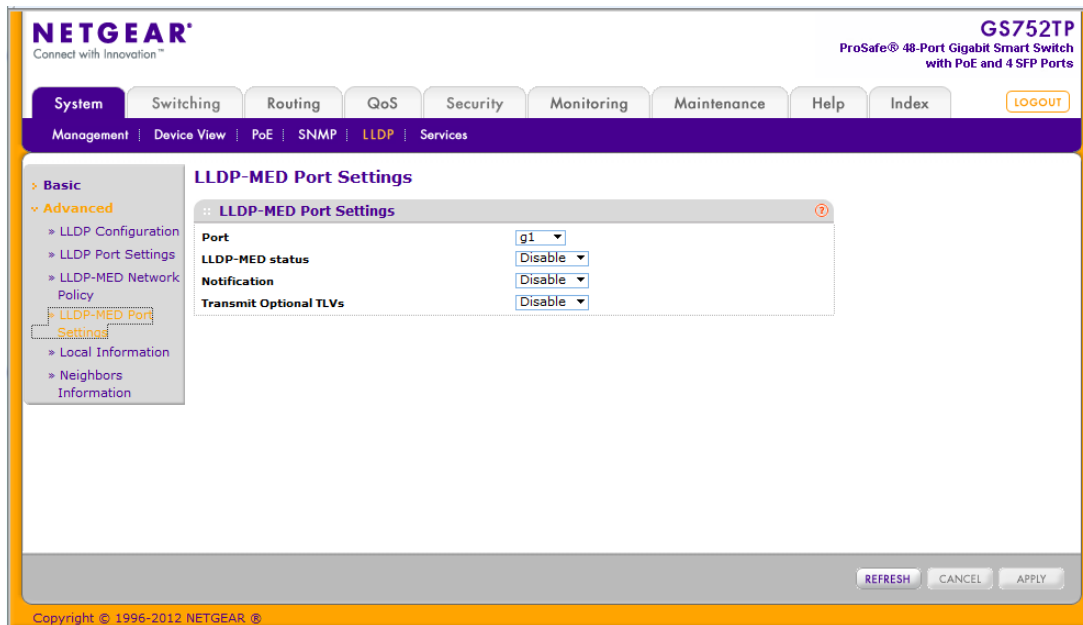 NETGEAR®
Connect with Innovation™
GS752TP
ProSafe® 48-Port Gigabit Smart Switch
with PoE and 4 SFP Ports
System Switching Routing QoS Security Monitoring Maintenance Help Index LOGOUT
Management Device View PoE SNMP LLDP Services
Basic
Advanced
» LLDP Configuration
» LLDP Port Settings
» LLDP-MED Network
Policy
» LLDP-MED Port
Settings
» Local Information
» Neighbors
Information
LLDP-MED Port Settings
LLDP-MED Port Settings ?
Port g1
LLDP-MED status Disable
Notification Disable
Transmit Optional TLVs Disable
REFRESH CANCEL APPLY
Copyright © 1996-2012 NETGEAR ®